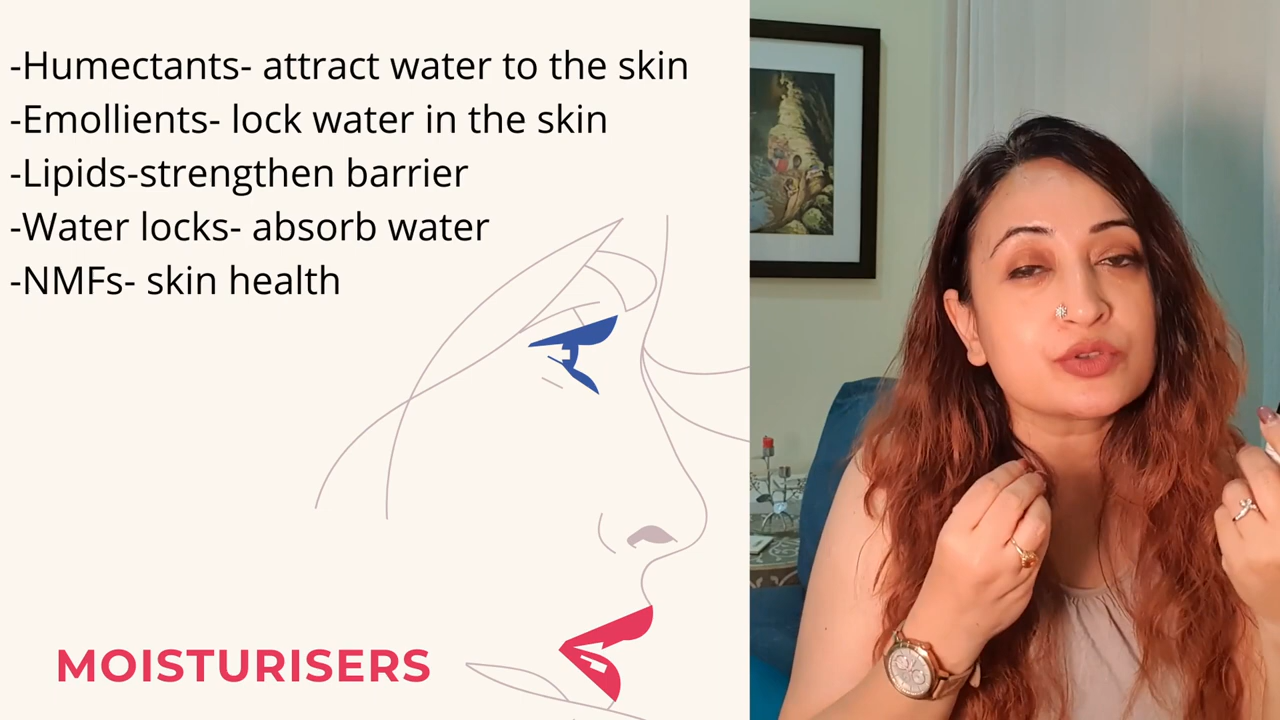 -Humectants- attract water to the skin
-Emollients- lock water in the skin
-Lipids-strengthen barrier
-Water locks- absorb water
-NMFs- skin health
MOISTURISERS